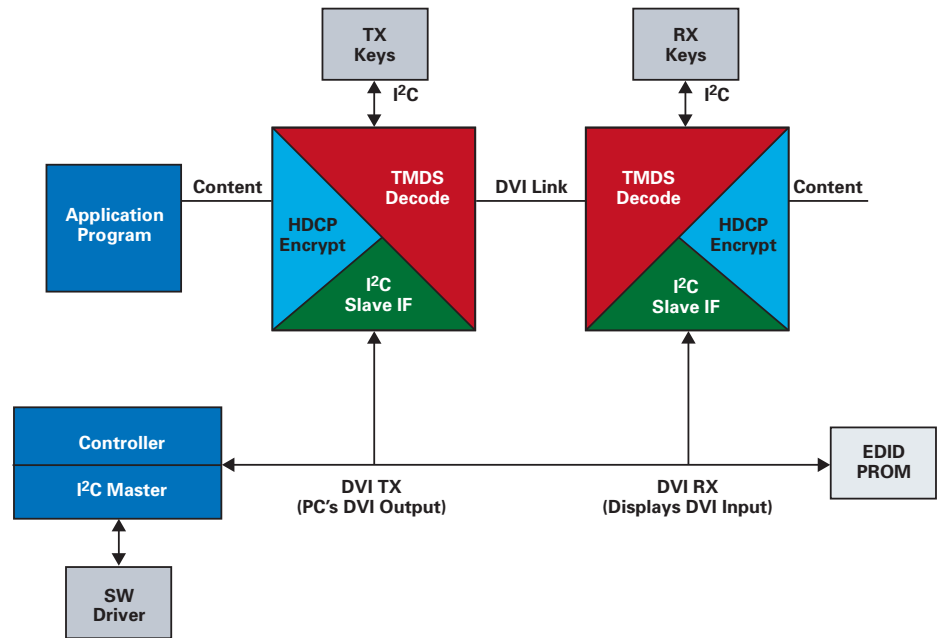 TX
Keys
RX
Keys
I²C
I²C
Application
Program
Content
HDCP
Encrypt
TMDS
Decode
I²C
Slave IF
DVI Link
TMDS
Decode
HDCP
Encrypt
I²C
Slave IF
Content
Controller
I²C Master
DVI TX
(PC's DVI Output)
DVI RX
(Displays DVI Input)
EDID
PROM
SW
Driver